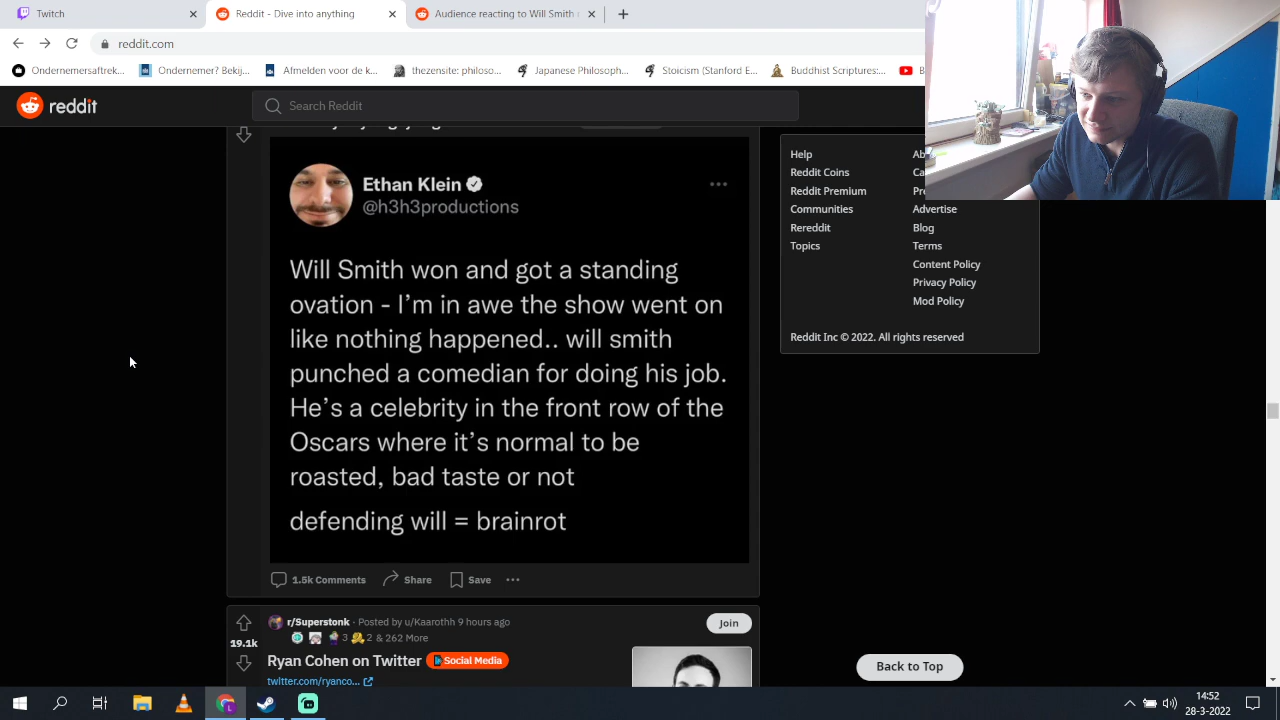 Twitch
Reddit - Dive into anything
Audience reacting to Will Smith
reddit.com
Ondernemersaftrek...
Ondernemer? Bekij...
Afmelden voor de k...
thezensite: philoso...
Japanese Philosoph...
Stoicism (Stanford E...
Buddhist Scriptures:...
reddit
Search Reddit
Ethan Klein
@h3h3productions
Will Smith won and got a standing
ovation - I'm in awe the show went on
like nothing happened.. will smith
punched a comedian for doing his job.
He's a celebrity in the front row of the
Oscars where it's normal to be
roasted, bad taste or not
defending will = brainrot
1.5k Comments
Share
Save
r/Superstonk • Posted by u/Kaarothh 9 hours ago
3 2 & 262 More
Join
19.1k
Ryan Cohen on Twitter
Social Media
twitter.com/ryanco...
Help
Reddit Coins
Reddit Premium
Communities
Rereddit
Topics
Advertise
Blog
Terms
Content Policy
Privacy Policy
Mod Policy
Reddit Inc © 2022. All rights reserved
Back to Top
14:52
28-3-2022